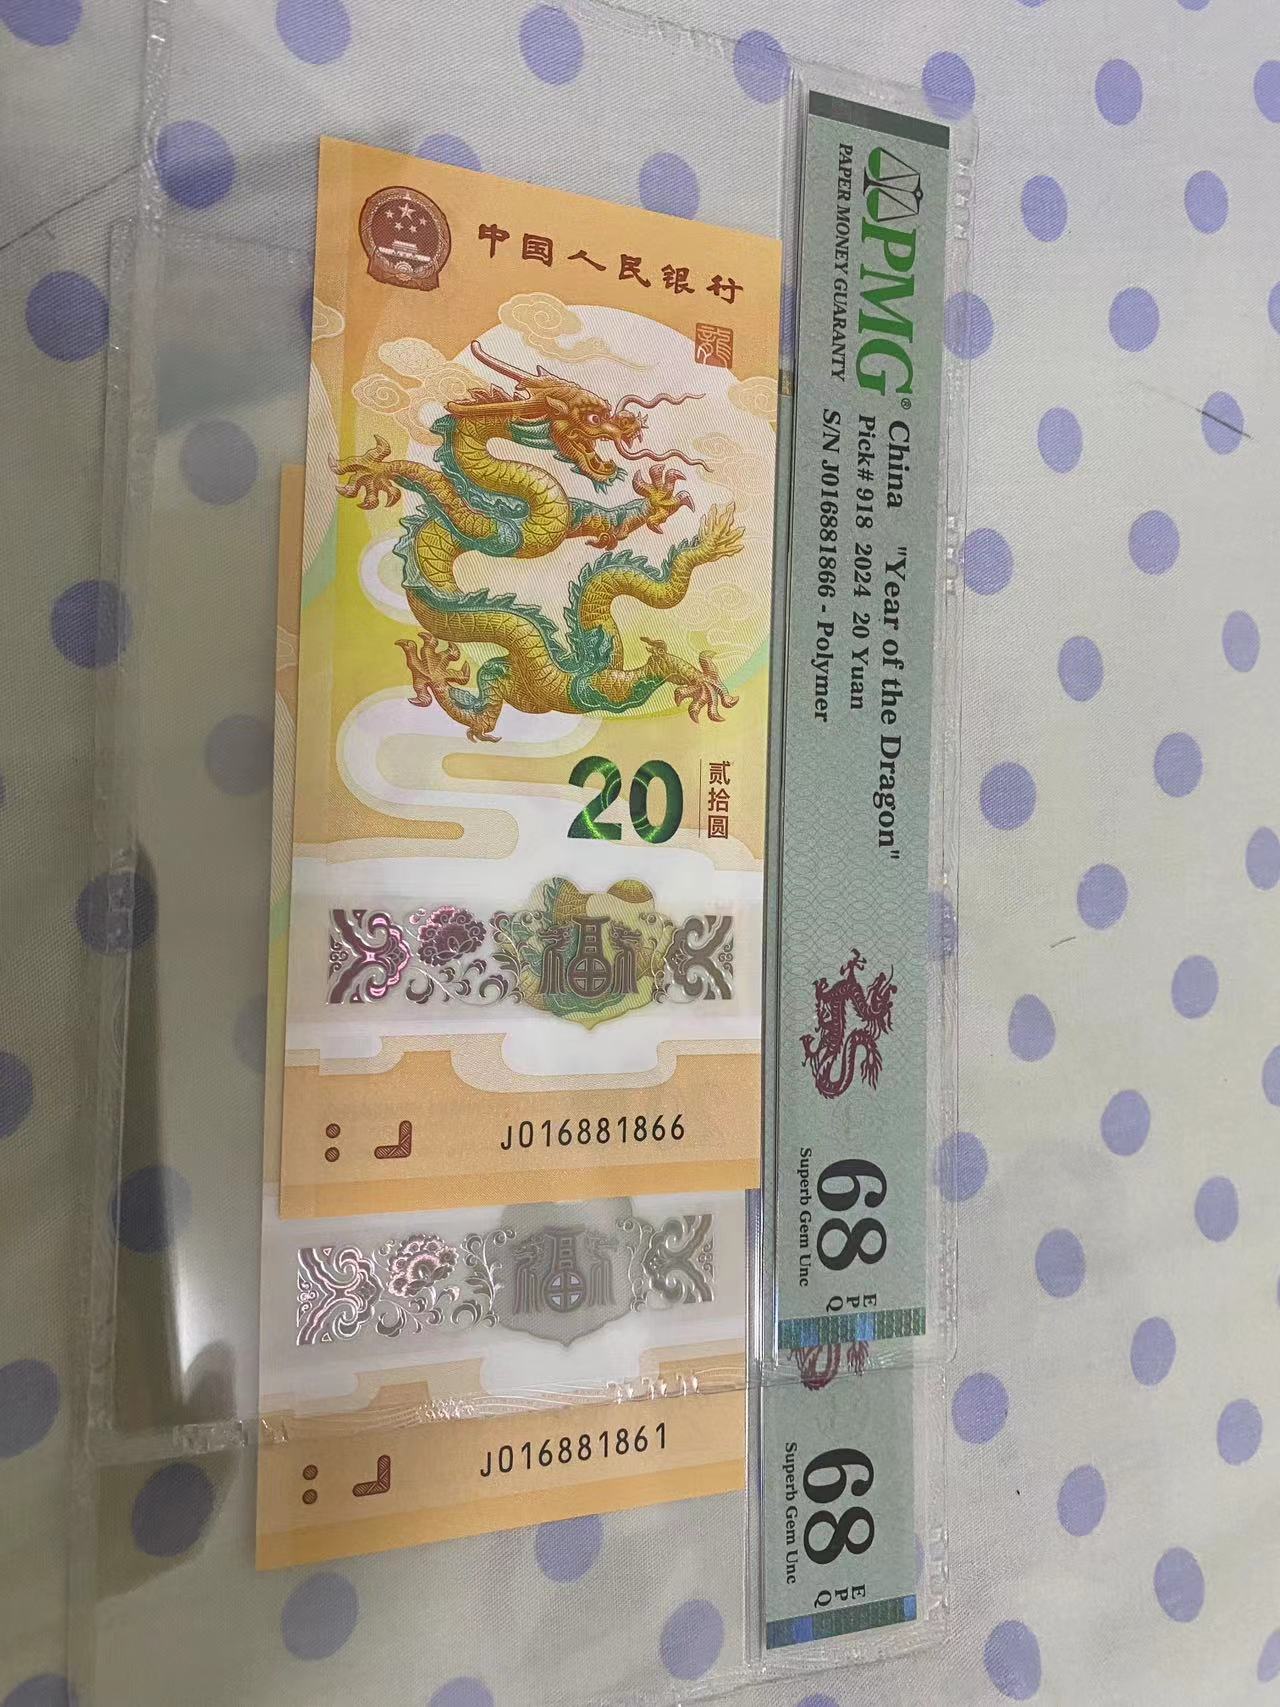 中国人民银行
龍
20
贰拾圆
福
J016881866
福
J016881861
PMG®
PAPER MONEY GUARANTY
China "Year of the Dragon"
Pick# 918 2024 20 Yuan
S/N J016881866 - Polymer
68 EPQ
Superb Gem Unc
68 EPQ
Superb Gem Unc